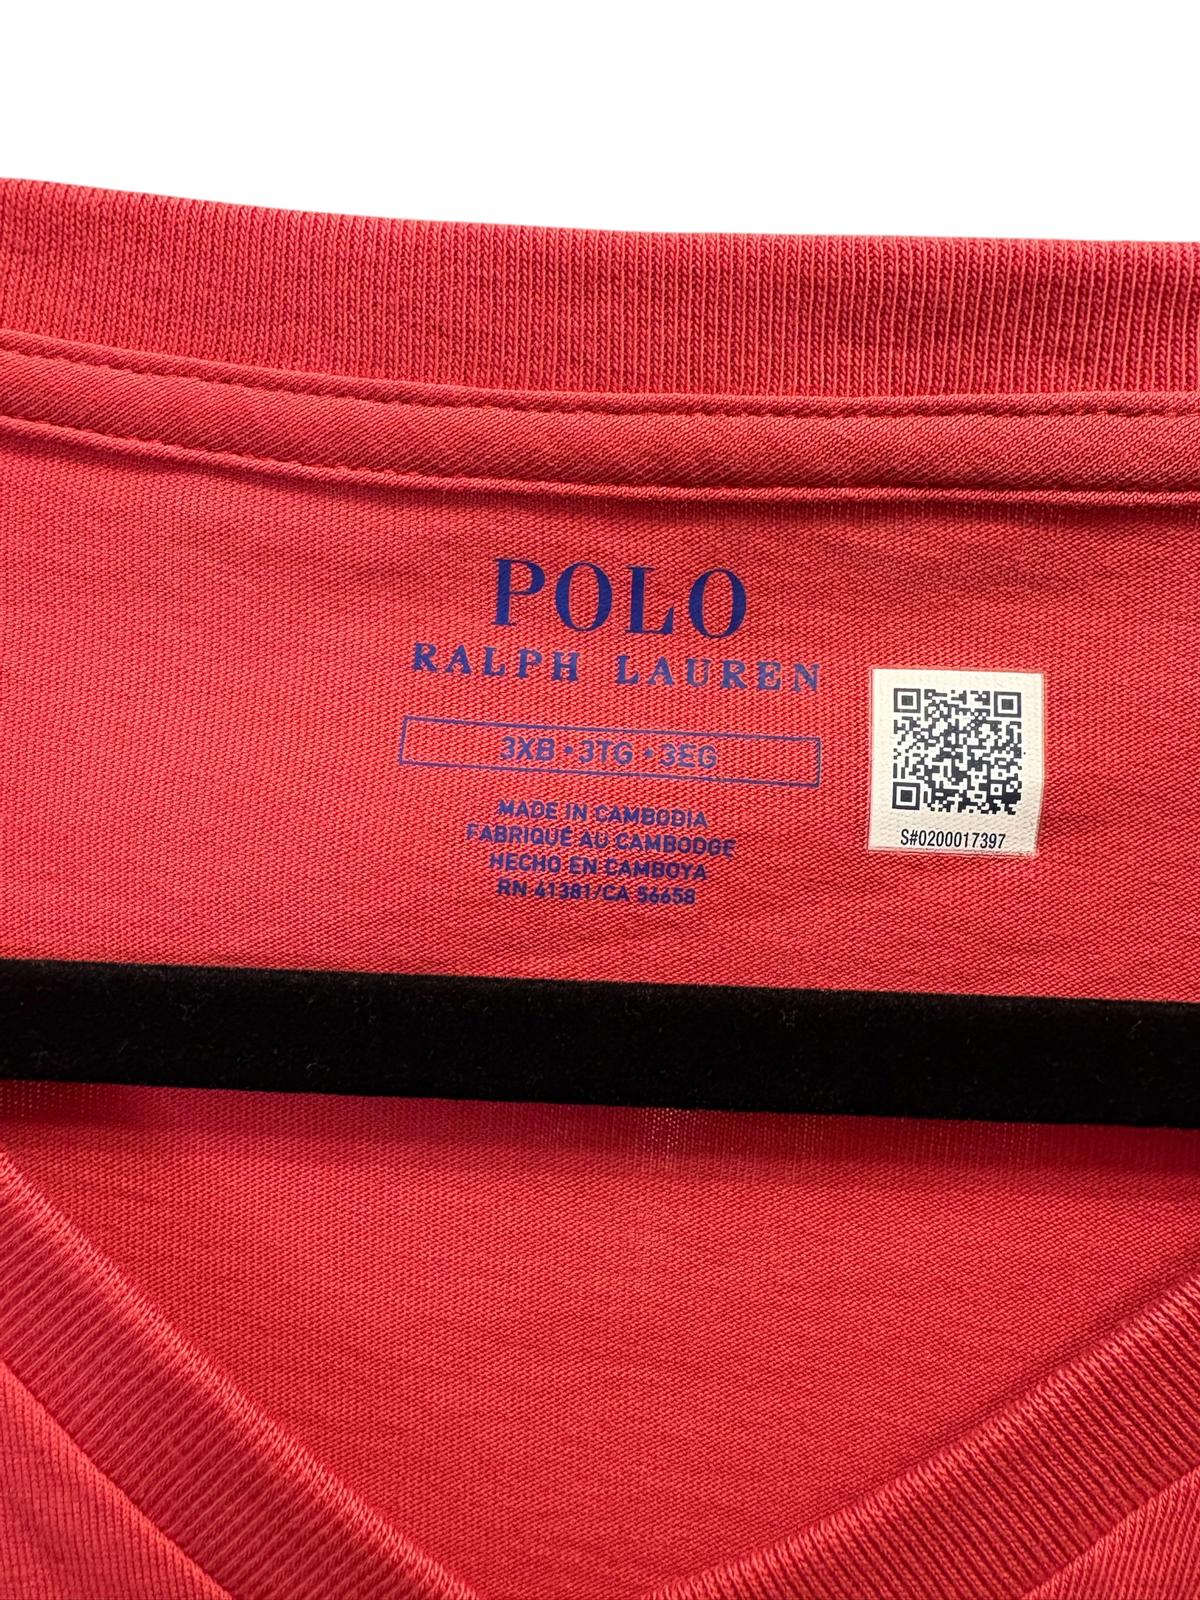 POLO
RALPH LAUREN
3XB • 3TG • 3EG
MADE IN CAMBODIA
FABRIQUÉ AU CAMBODGE
HECHO EN CAMBOYA
RN 41381/CA 56658
S#0200017397